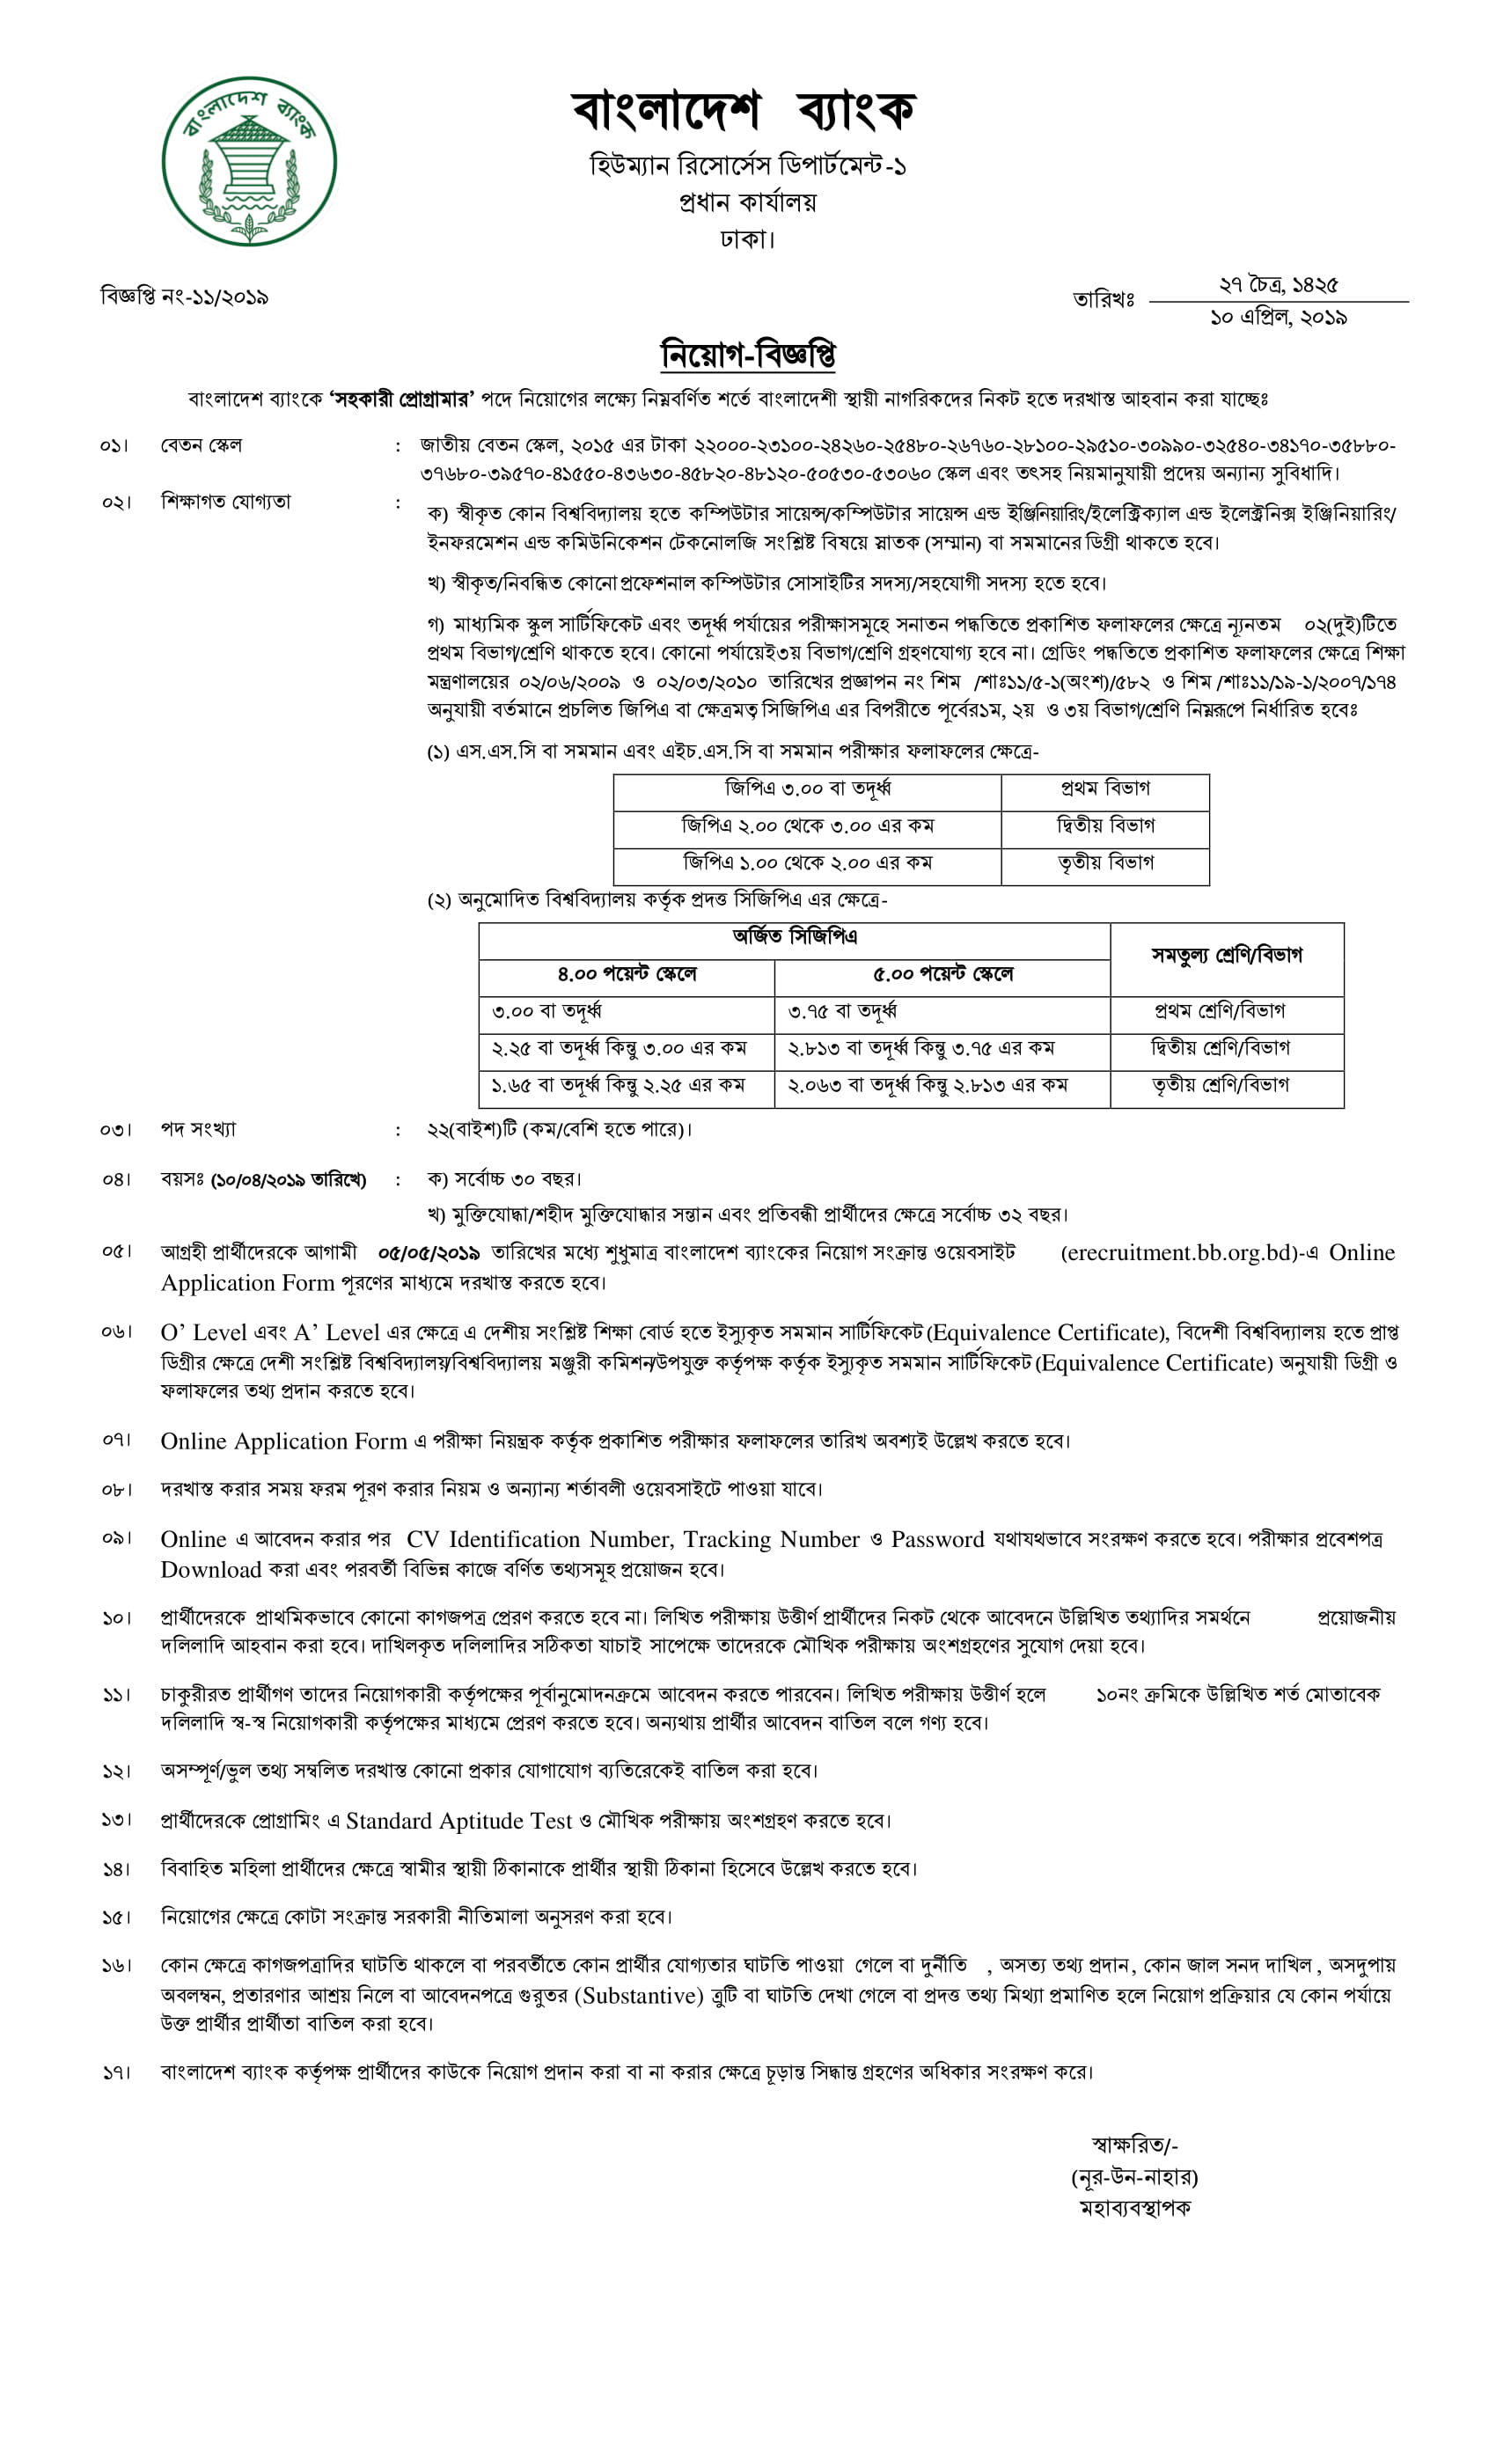 বাংলাদেশ ব্যাংক
বাংলাদেশ ব্যাংক
হিউম্যান রিসোর্সেস ডিপার্টমেন্ট-১
প্রধান কার্যালয়
ঢাকা।
বিজ্ঞপ্তি নং-১১/২০১৯
২৭ চৈত্র, ১৪২৫
তারিখঃ
১০ এপ্রিল, ২০১৯
নিয়োগ-বিজ্ঞপ্তি
বাংলাদেশ ব্যাংকে ‘সহকারী প্রোগ্রামার’ পদে নিয়োগের লক্ষ্যে নিম্নবর্ণিত শর্তে বাংলাদেশী স্থায়ী নাগরিকদের নিকট হতে দরখাস্ত আহবান করা যাচ্ছেঃ
০১। বেতন স্কেল : জাতীয় বেতন স্কেল, ২০১৫ এর টাকা ২২০০০-২৩১০০-২৪২৬০-২৫৪৮০-২৬৭৬০-২৮১০০-২৯৫১০-৩০৯৯০-৩২৫৪০-৩৪১৭০-৩৫৮৮০-
৩৭৬৮০-৩৯৫৭০-৪১৫৫০-৪৩৬৩০-৪৫৮২০-৪৮১২০-৫০৫৩০-৫৩০৬০ স্কেল এবং তৎসহ নিয়মানুযায়ী প্রদেয় অন্যান্য সুবিধাদি।
০২। শিক্ষাগত যোগ্যতা : ক) স্বীকৃত কোন বিশ্ববিদ্যালয় হতে কম্পিউটার সায়েন্স/কম্পিউটার সায়েন্স এন্ড ইঞ্জিনিয়ারিং/ইলেক্ট্রিক্যাল এন্ড ইলেক্ট্রনিক্স ইঞ্জিনিয়ারিং/
ইনফরমেশন এন্ড কমিউনিকেশন টেকনোলজি সংশ্লিষ্ট বিষয়ে স্নাতক (সম্মান) বা সমমানের ডিগ্রী থাকতে হবে।
খ) স্বীকৃত/নিবন্ধিত কোনো প্রফেশনাল কম্পিউটার সোসাইটির সদস্য/সহযোগী সদস্য হতে হবে।
গ) মাধ্যমিক স্কুল সার্টিফিকেট এবং তদূর্ধ্ব পর্যায়ের পরীক্ষাসমূহে সনাতন পদ্ধতিতে প্রকাশিত ফলাফলের ক্ষেত্রে ন্যূনতম ০২(দুই)টিতে
প্রথম বিভাগ/শ্রেণি থাকতে হবে। কোনো পর্যায়েই৩য় বিভাগ/শ্রেণি গ্রহণযোগ্য হবে না। গ্রেডিং পদ্ধতিতে প্রকাশিত ফলাফলের ক্ষেত্রে শিক্ষা
মন্ত্রণালয়ের ০২/০৬/২০০৯ ও ০২/০৩/২০১০ তারিখের প্রজ্ঞাপন নং শিম /শাঃ১১/৫-১(অংশ)/৫৮২ ও শিম /শাঃ১১/১৯-১/২০০৭/১৭৪
অনুযায়ী বর্তমানে প্রচলিত জিপিএ বা ক্ষেত্রমত, সিজিপিএ এর বিপরীতে পূর্বের১ম, ২য় ও ৩য় বিভাগ/শ্রেণি নিম্নরূপে নির্ধারিত হবেঃ
(১) এস.এস.সি বা সমমান এবং এইচ.এস.সি বা সমমান পরীক্ষার ফলাফলের ক্ষেত্রে-
জিপিএ ৩.০০ বা তদূর্ধ্ব প্রথম বিভাগ
জিপিএ ২.০০ থেকে ৩.০০ এর কম দ্বিতীয় বিভাগ
জিপিএ ১.০০ থেকে ২.০০ এর কম তৃতীয় বিভাগ
(২) অনুমোদিত বিশ্ববিদ্যালয় কর্তৃক প্রদত্ত সিজিপিএ এর ক্ষেত্রে-
অর্জিত সিজিপিএ
সমতুল্য শ্রেণি/বিভাগ
৪.০০ পয়েন্ট স্কেলে ৫.০০ পয়েন্ট স্কেলে
৩.০০ বা তদূর্ধ্ব ৩.৭৫ বা তদূর্ধ্ব প্রথম শ্রেণি/বিভাগ
২.২৫ বা তদূর্ধ্ব কিন্তু ৩.০০ এর কম ২.৮১৩ বা তদূর্ধ্ব কিন্তু ৩.৭৫ এর কম দ্বিতীয় শ্রেণি/বিভাগ
১.৬৫ বা তদূর্ধ্ব কিন্তু ২.২৫ এর কম ২.০৬৩ বা তদূর্ধ্ব কিন্তু ২.৮১৩ এর কম তৃতীয় শ্রেণি/বিভাগ
০৩। পদ সংখ্যা : ২২(বাইশ)টি (কম/বেশি হতে পারে)।
০৪। বয়সঃ (১০/০৪/২০১৯ তারিখে) : ক) সর্বোচ্চ ৩০ বছর।
খ) মুক্তিযোদ্ধা/শহীদ মুক্তিযোদ্ধার সন্তান এবং প্রতিবন্ধী প্রার্থীদের ক্ষেত্রে সর্বোচ্চ ৩২ বছর।
০৫। আগ্রহী প্রার্থীদেরকে আগামী ০৫/০৫/২০১৯ তারিখের মধ্যে শুধুমাত্র বাংলাদেশ ব্যাংকের নিয়োগ সংক্রান্ত ওয়েবসাইট (erecruitment.bb.org.bd)-এ Online
Application Form পূরণের মাধ্যমে দরখাস্ত করতে হবে।
০৬। O’ Level এবং A’ Level এর ক্ষেত্রে এ দেশীয় সংশ্লিষ্ট শিক্ষা বোর্ড হতে ইস্যুকৃত সমমান সার্টিফিকেট (Equivalence Certificate), বিদেশী বিশ্ববিদ্যালয় হতে প্রাপ্ত
ডিগ্রীর ক্ষেত্রে দেশী সংশ্লিষ্ট বিশ্ববিদ্যালয়/বিশ্ববিদ্যালয় মঞ্জুরী কমিশন/উপযুক্ত কর্তৃপক্ষ কর্তৃক ইস্যুকৃত সমমান সার্টিফিকেট (Equivalence Certificate) অনুযায়ী ডিগ্রী ও
ফলাফলের তথ্য প্রদান করতে হবে।
০৭। Online Application Form এ পরীক্ষা নিয়ন্ত্রক কর্তৃক প্রকাশিত পরীক্ষার ফলাফলের তারিখ অবশ্যই উল্লেখ করতে হবে।
০৮। দরখাস্ত করার সময় ফরম পূরণ করার নিয়ম ও অন্যান্য শর্তাবলী ওয়েবসাইটে পাওয়া যাবে।
০৯। Online এ আবেদন করার পর CV Identification Number, Tracking Number ও Password যথাযথভাবে সংরক্ষণ করতে হবে। পরীক্ষার প্রবেশপত্র
Download করা এবং পরবর্তী বিভিন্ন কাজে বর্ণিত তথ্যসমূহ প্রয়োজন হবে।
১০। প্রার্থীদেরকে প্রাথমিকভাবে কোনো কাগজপত্র প্রেরণ করতে হবে না। লিখিত পরীক্ষায় উত্তীর্ণ প্রার্থীদের নিকট থেকে আবেদনে উল্লিখিত তথ্যাদির সমর্থনে প্রয়োজনীয়
দলিলাদি আহবান করা হবে। দাখিলকৃত দলিলাদির সঠিকতা যাচাই সাপেক্ষে তাদেরকে মৌখিক পরীক্ষায় অংশগ্রহণের সুযোগ দেয়া হবে।
১১। চাকুরীরত প্রার্থীগণ তাদের নিয়োগকারী কর্তৃপক্ষের পূর্বানুমোদনক্রমে আবেদন করতে পারবেন। লিখিত পরীক্ষায় উত্তীর্ণ হলে ১০নং ক্রমিকে উল্লিখিত শর্ত মোতাবেক
দলিলাদি স্ব-স্ব নিয়োগকারী কর্তৃপক্ষের মাধ্যমে প্রেরণ করতে হবে। অন্যথায় প্রার্থীর আবেদন বাতিল বলে গণ্য হবে।
১২। অসম্পূর্ণ/ভুল তথ্য সম্বলিত দরখাস্ত কোনো প্রকার যোগাযোগ ব্যতিরেকেই বাতিল করা হবে।
১৩। প্রার্থীদেরকে প্রোগ্রামিং এ Standard Aptitude Test ও মৌখিক পরীক্ষায় অংশগ্রহণ করতে হবে।
১৪। বিবাহিত মহিলা প্রার্থীদের ক্ষেত্রে স্বামীর স্থায়ী ঠিকানাকে প্রার্থীর স্থায়ী ঠিকানা হিসেবে উল্লেখ করতে হবে।
১৫। নিয়োগের ক্ষেত্রে কোটা সংক্রান্ত সরকারী নীতিমালা অনুসরণ করা হবে।
১৬। কোন ক্ষেত্রে কাগজপত্রাদির ঘাটতি থাকলে বা পরবর্তীতে কোন প্রার্থীর যোগ্যতার ঘাটতি পাওয়া গেলে বা দুর্নীতি , অসত্য তথ্য প্রদান, কোন জাল সনদ দাখিল , অসদুপায়
অবলম্বন, প্রতারণার আশ্রয় নিলে বা আবেদনপত্রে গুরুতর (Substantive) ত্রুটি বা ঘাটতি দেখা গেলে বা প্রদত্ত তথ্য মিথ্যা প্রমাণিত হলে নিয়োগ প্রক্রিয়ার যে কোন পর্যায়ে
উক্ত প্রার্থীর প্রার্থীতা বাতিল করা হবে।
১৭। বাংলাদেশ ব্যাংক কর্তৃপক্ষ প্রার্থীদের কাউকে নিয়োগ প্রদান করা বা না করার ক্ষেত্রে চূড়ান্ত সিদ্ধান্ত গ্রহণের অধিকার সংরক্ষণ করে।
স্বাক্ষরিত/-
(নূর-উন-নাহার)
মহাব্যবস্থাপক